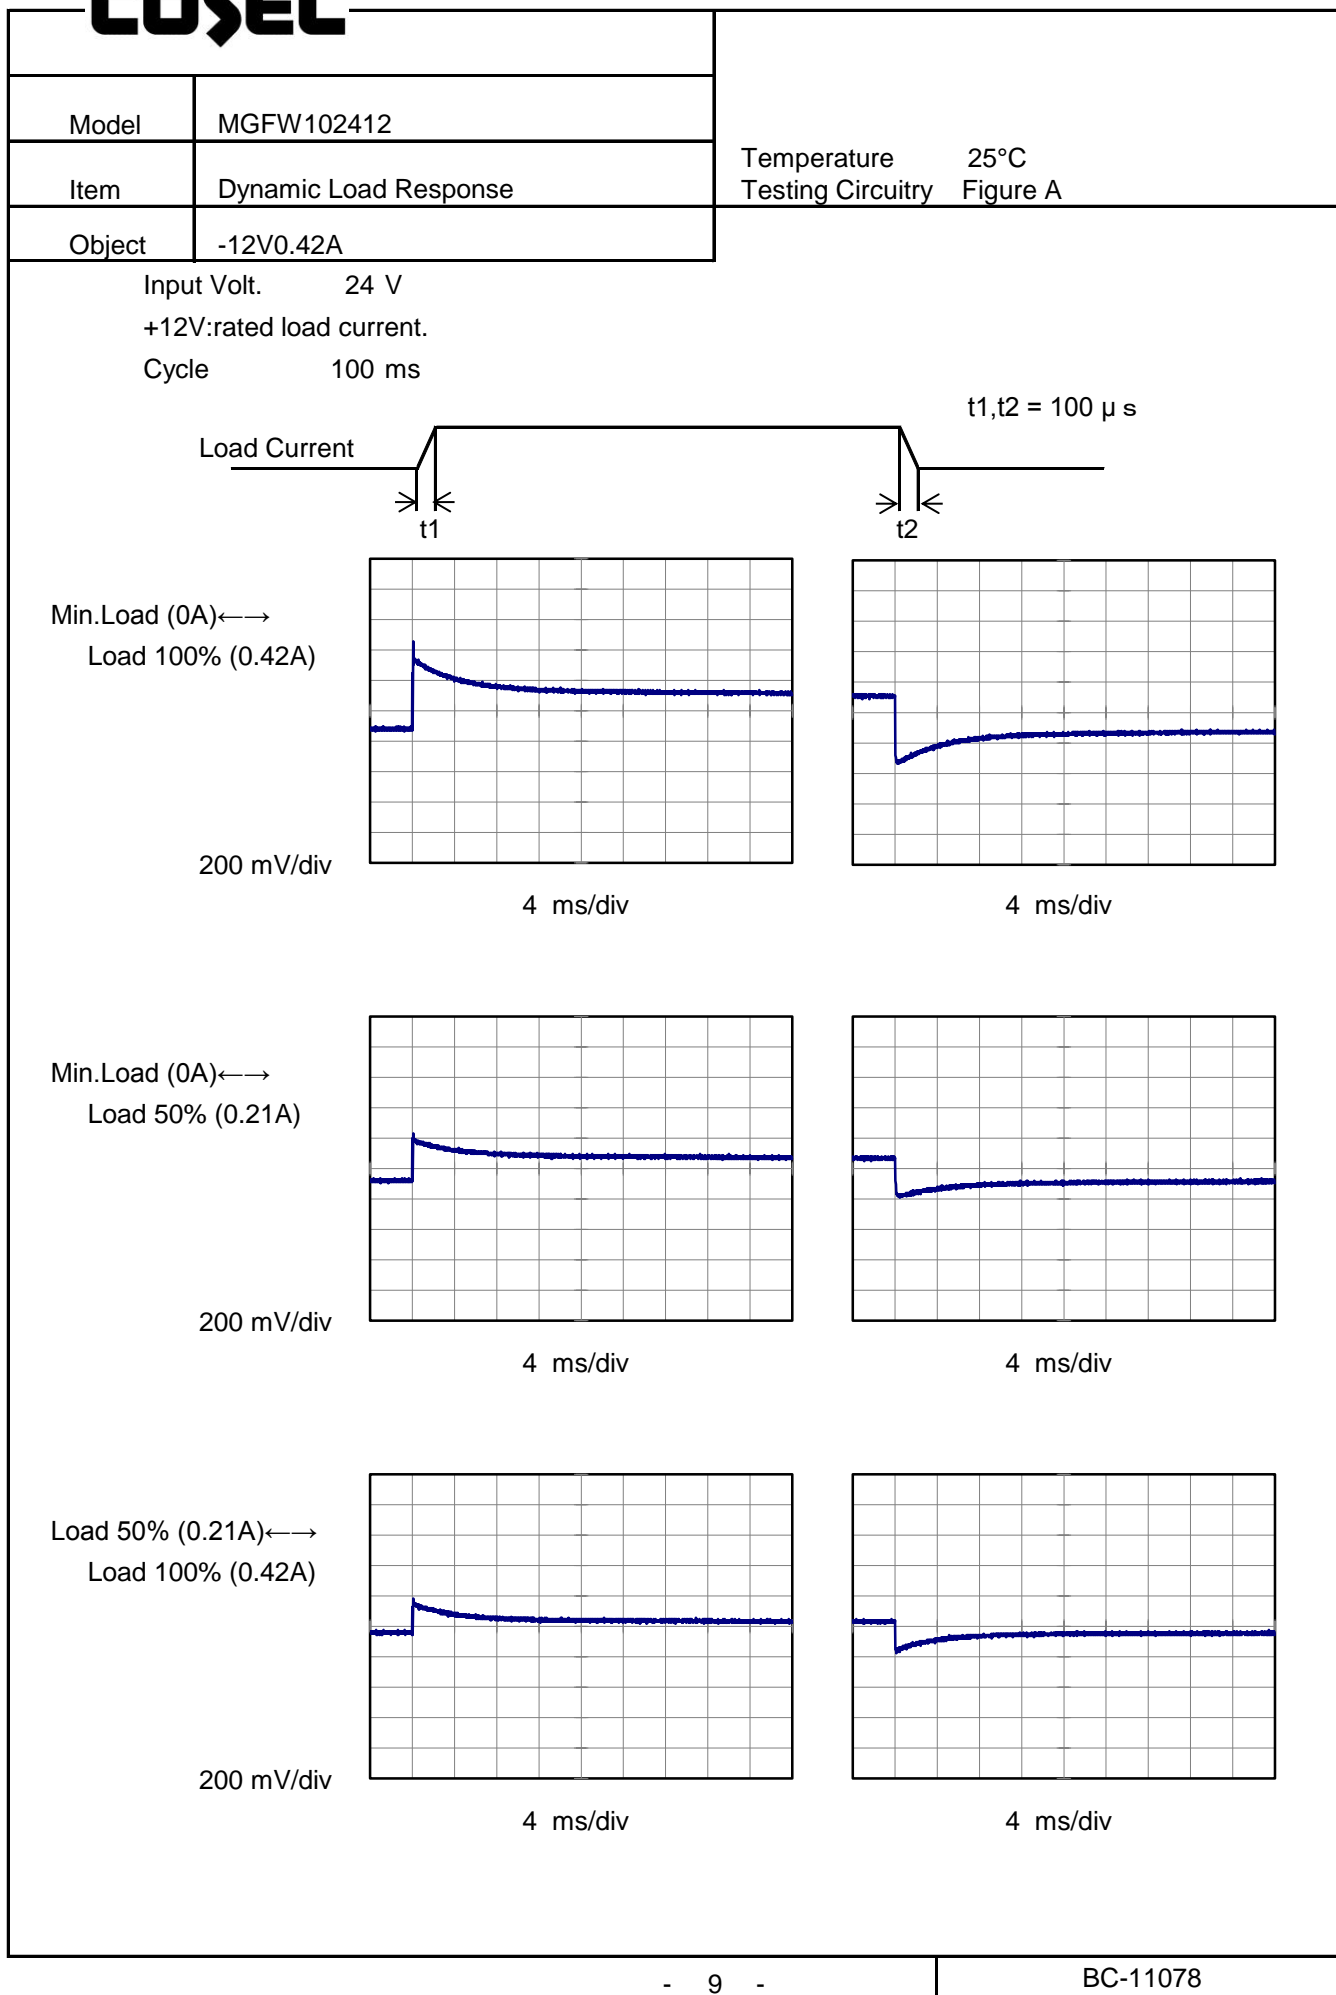 COSEL
Model MGFW102412
Temperature 25°C
Item Dynamic Load Response
Testing Circuitry Figure A
Object -12V0.42A
Input Volt. 24 V
+12V:rated load current.
Cycle 100 ms
t1,t2 = 100 μs
Load Current
t1 t2
Min.Load (0A)←→
Load 100% (0.42A)
200 mV/div
4 ms/div 4 ms/div
Min.Load (0A)←→
Load 50% (0.21A)
200 mV/div
4 ms/div 4 ms/div
Load 50% (0.21A)←→
Load 100% (0.42A)
200 mV/div
4 ms/div 4 ms/div
- 9 - BC-11078